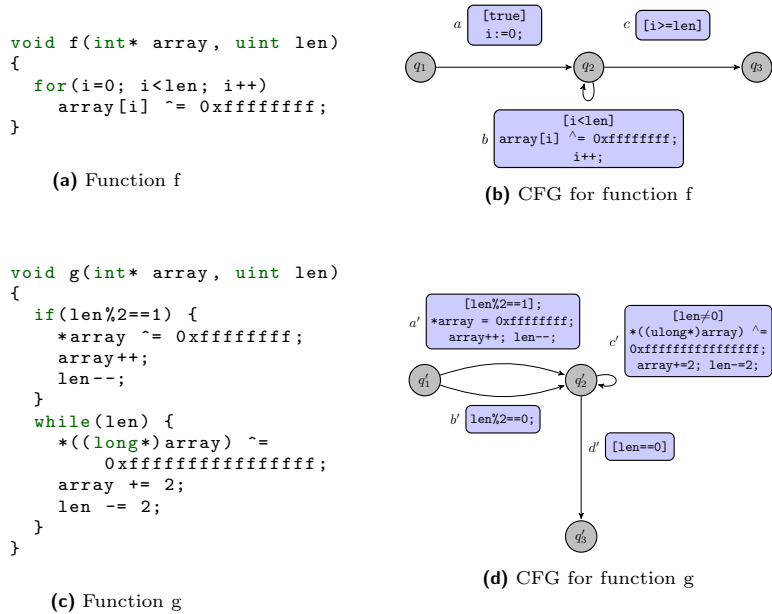 void f(int* array, uint len)
{
  for(i=0; i<len; i++)
    array[i] ^= 0xffffffff;
}
(a) Function f
a
[true]
i:=0;
c
[i>=len]
q1
q2
q3
b
[i<len]
array[i] ^= 0xffffffff;
i++;
(b) CFG for function f
void g(int* array, uint len)
{
  if(len%2==1) {
    *array ^= 0xffffffff;
    array++;
    len--;
  }
  while(len) {
    *((long*)array) ^=
        0xffffffffffffffff;
    array += 2;
    len -= 2;
  }
}
(c) Function g
a′
[len%2==1];
*array = 0xffffffff;
array++; len--;
c′
[len≠0]
*((ulong*)array) ^=
0xffffffffffffffff;
array+=2; len-=2;
q′1
q′2
b′
len%2==0;
d′
[len==0]
q′3
(d) CFG for function g